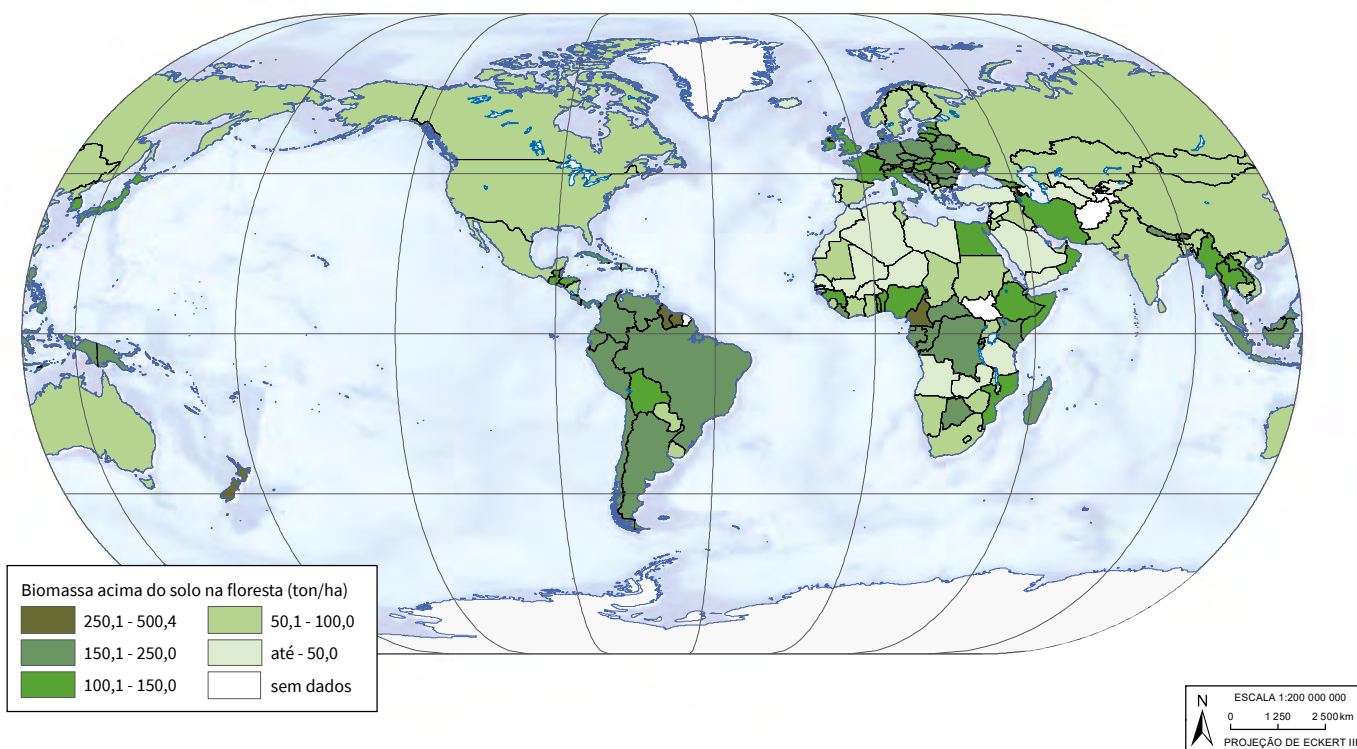 Biomassa acima do solo na floresta (ton/ha)
250,1 - 500,4
150,1 - 250,0
100,1 - 150,0
50,1 - 100,0
até - 50,0
sem dados
N
ESCALA 1:200 000 000
0 1 250 2 500 km
PROJEÇÃO DE ECKERT III